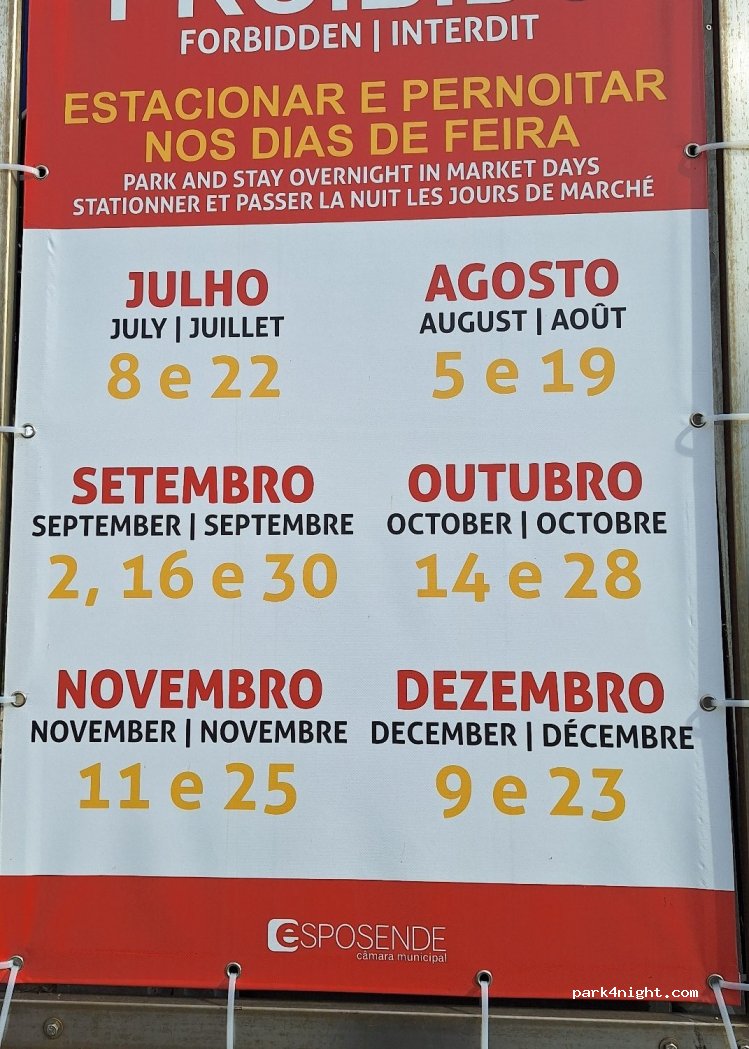 PROIBIDO
FORBIDDEN | INTERDIT
ESTACIONAR E PERNOITAR
NOS DIAS DE FEIRA
PARK AND STAY OVERNIGHT IN MARKET DAYS
STATIONNER ET PASSER LA NUIT LES JOURS DE MARCHÉ
JULHO
JULY | JUILLET
8 e 22
AGOSTO
AUGUST | AOÛT
5 e 19
SETEMBRO
SEPTEMBER | SEPTEMBRE
2, 16 e 30
OUTUBRO
OCTOBER | OCTOBRE
14 e 28
NOVEMBRO
NOVEMBER | NOVEMBRE
11 e 25
DEZEMBRO
DECEMBER | DÉCEMBRE
9 e 23
eSPOSENDE
câmara municipal
park4night.com